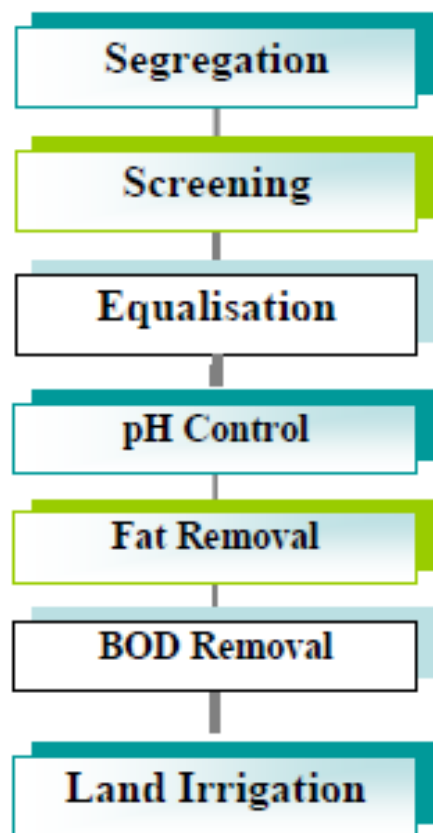 Segregation
Screening
Equalisation
pH Control
Fat Removal
BOD Removal
Land Irrigation